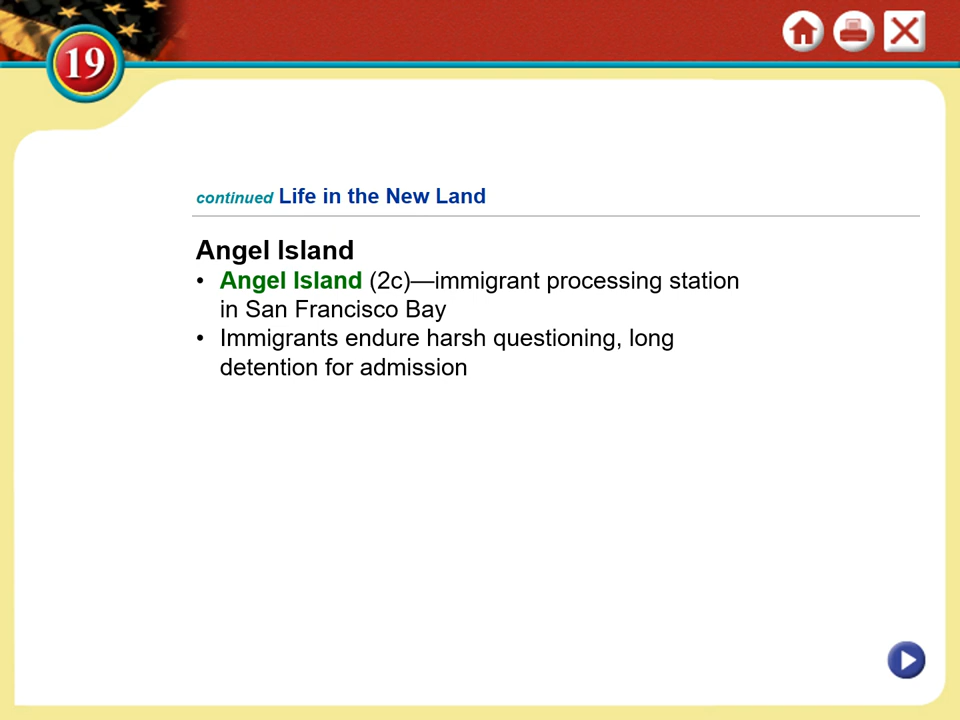 19
continued Life in the New Land
Angel Island
• Angel Island (2c)—immigrant processing station
in San Francisco Bay
• Immigrants endure harsh questioning, long
detention for admission